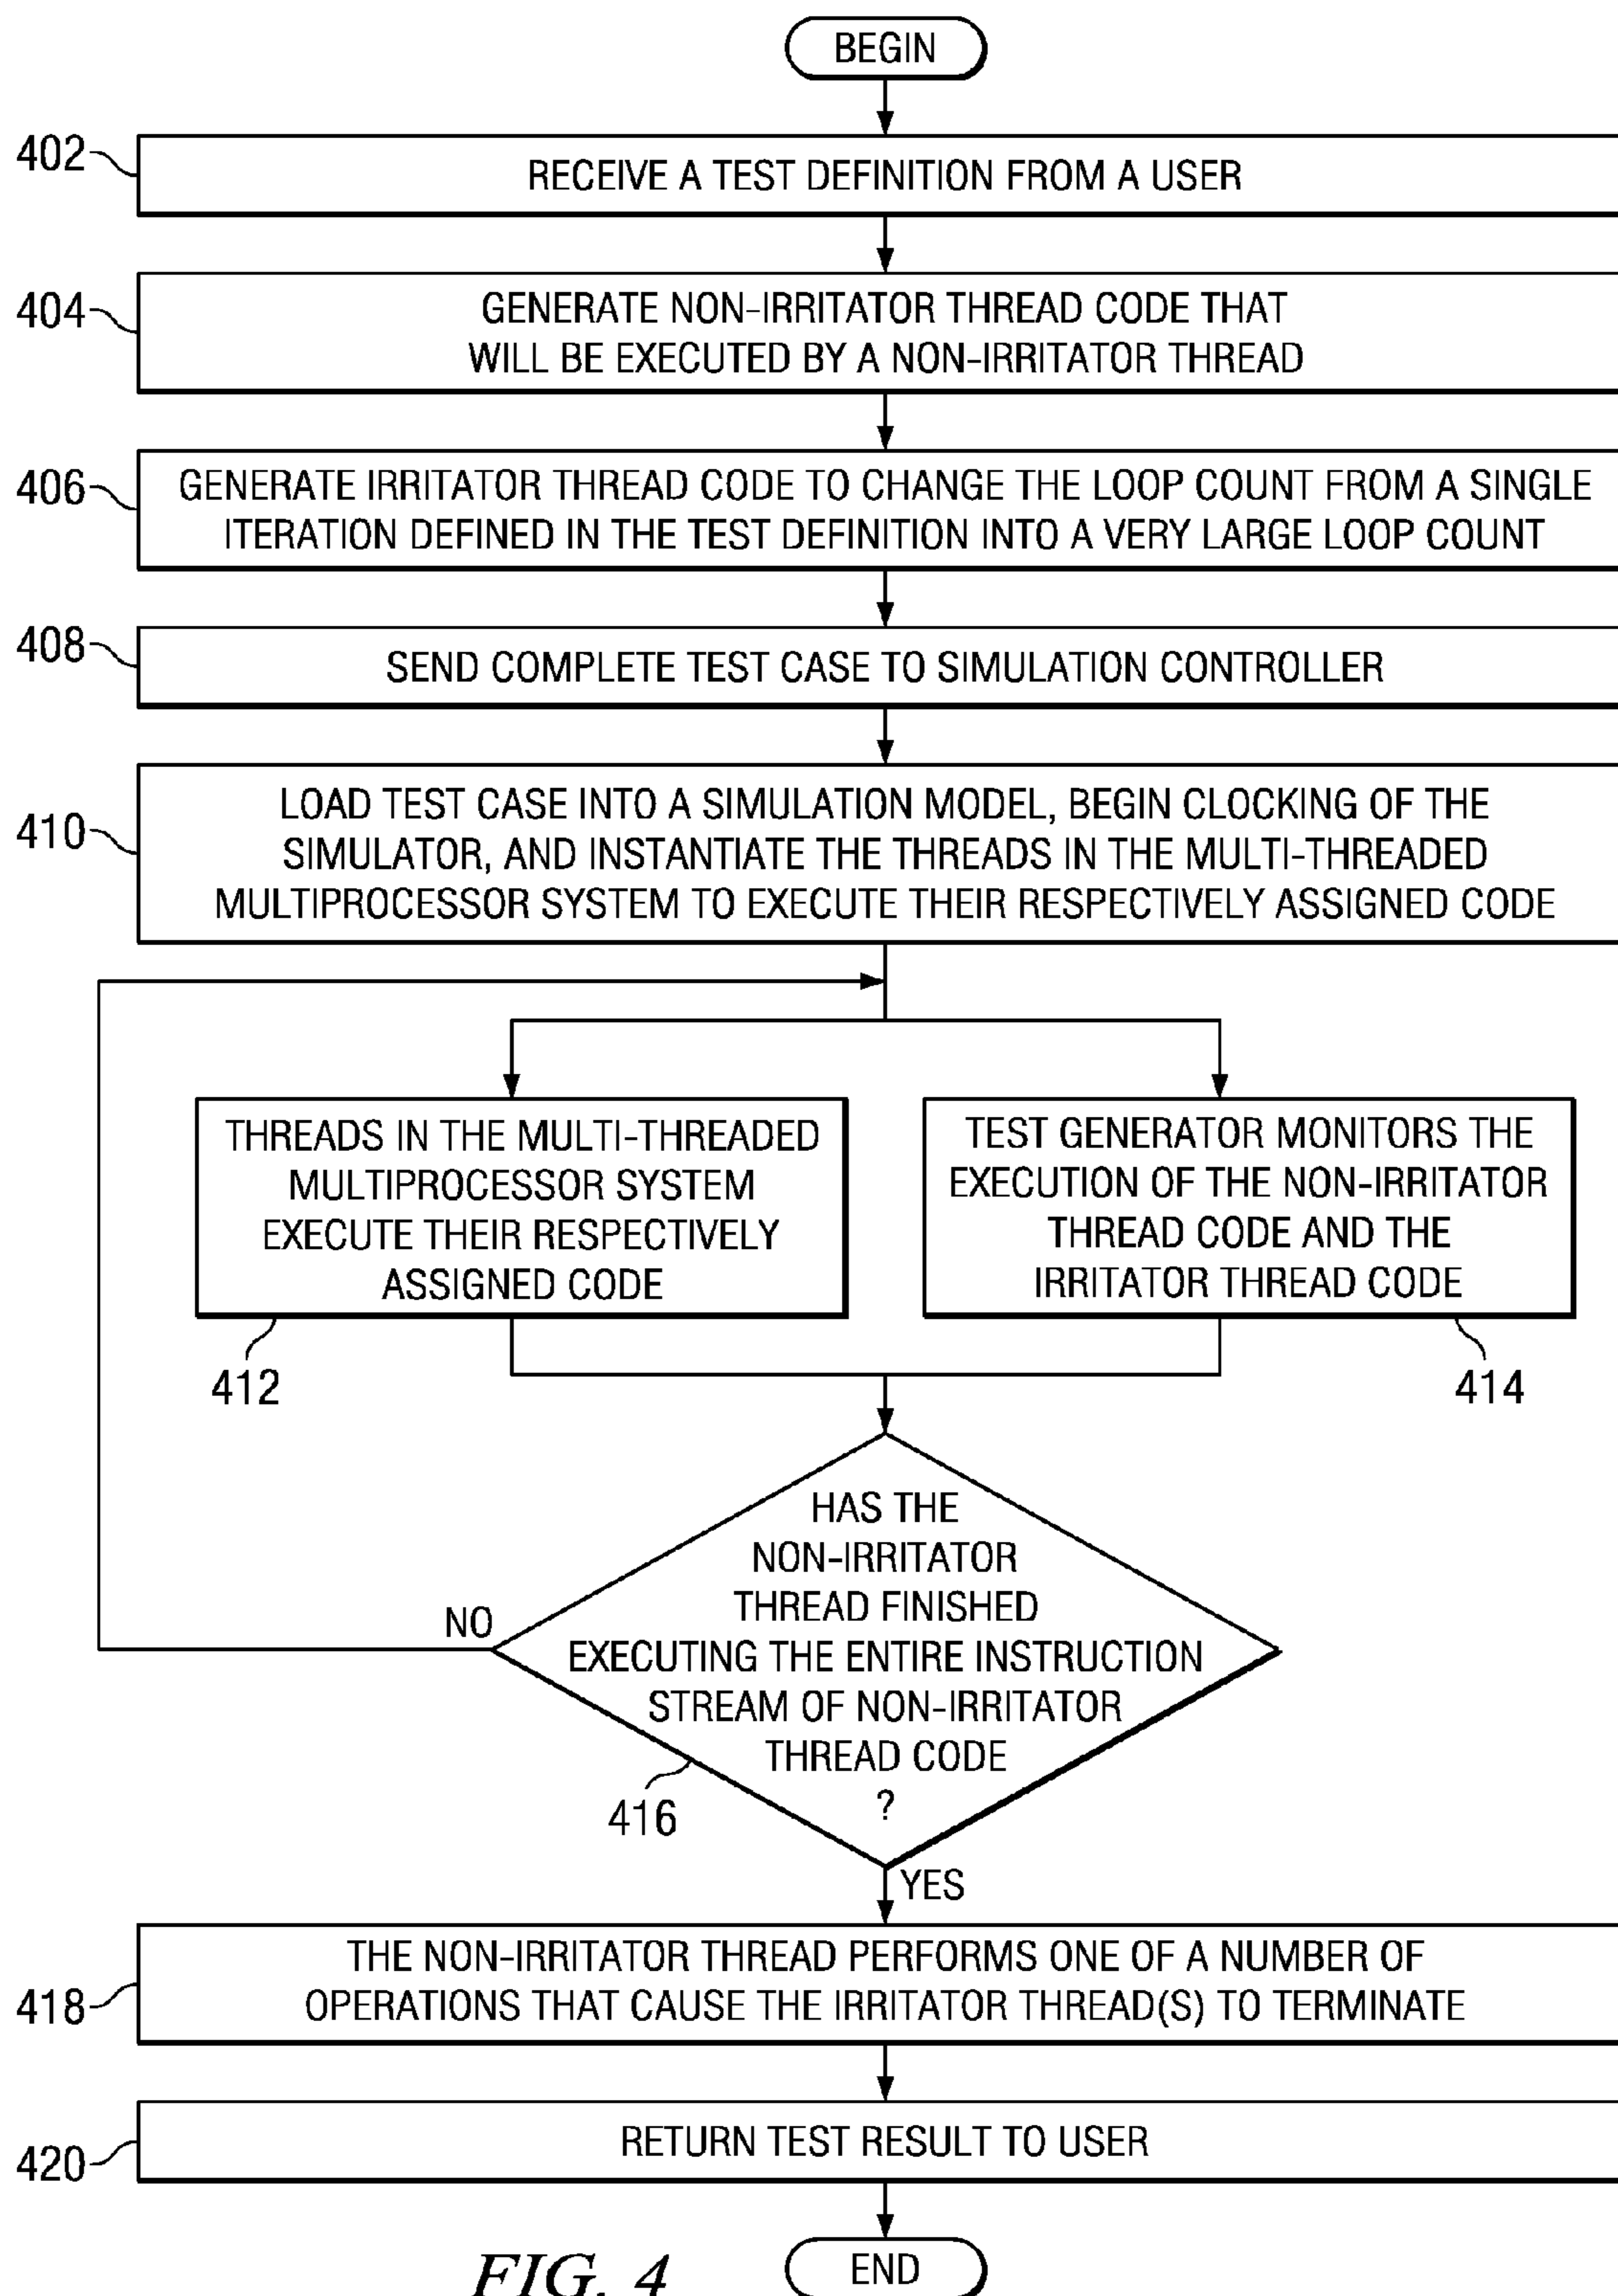 BEGIN
402
RECEIVE A TEST DEFINITION FROM A USER
404
GENERATE NON-IRRITATOR THREAD CODE THAT
WILL BE EXECUTED BY A NON-IRRITATOR THREAD
406
GENERATE IRRITATOR THREAD CODE TO CHANGE THE LOOP COUNT FROM A SINGLE
ITERATION DEFINED IN THE TEST DEFINITION INTO A VERY LARGE LOOP COUNT
408
SEND COMPLETE TEST CASE TO SIMULATION CONTROLLER
410
LOAD TEST CASE INTO A SIMULATION MODEL, BEGIN CLOCKING OF THE
SIMULATOR, AND INSTANTIATE THE THREADS IN THE MULTI-THREADED
MULTIPROCESSOR SYSTEM TO EXECUTE THEIR RESPECTIVELY ASSIGNED CODE
THREADS IN THE MULTI-THREADED
MULTIPROCESSOR SYSTEM
EXECUTE THEIR RESPECTIVELY
ASSIGNED CODE
412
TEST GENERATOR MONITORS THE
EXECUTION OF THE NON-IRRITATOR
THREAD CODE AND THE
IRRITATOR THREAD CODE
414
HAS THE
NON-IRRITATOR
THREAD FINISHED
EXECUTING THE ENTIRE INSTRUCTION
STREAM OF NON-IRRITATOR
THREAD CODE
?
NO
416
YES
418
THE NON-IRRITATOR THREAD PERFORMS ONE OF A NUMBER OF
OPERATIONS THAT CAUSE THE IRRITATOR THREAD(S) TO TERMINATE
420
RETURN TEST RESULT TO USER
END
FIG. 4